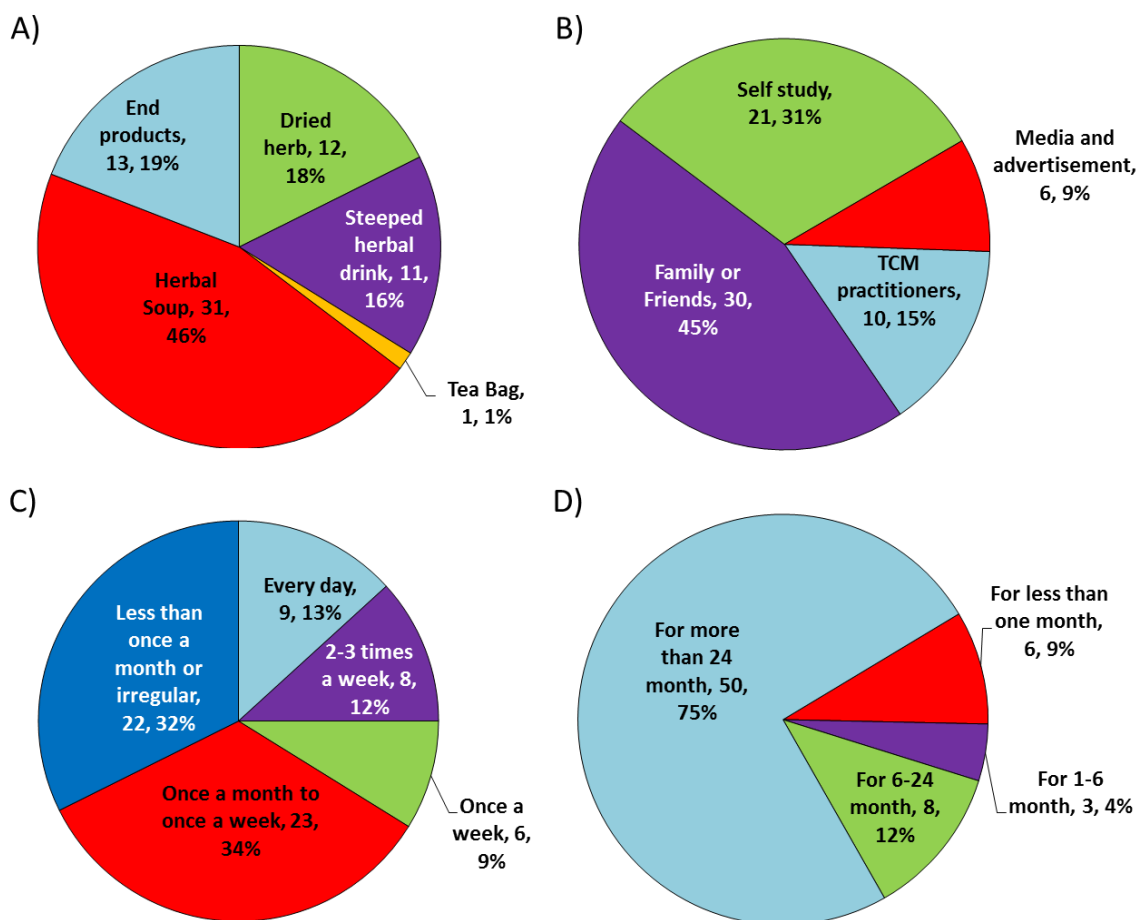 A)
End
products,
13, 19%
Dried
herb, 12,
18%
Steeped
herbal
drink, 11,
16%
Herbal
Soup, 31,
46%
Tea Bag,
1, 1%
B)
Self study,
21, 31%
Media and
advertisement,
6, 9%
TCM
practitioners,
10, 15%
Family or
Friends, 30,
45%
C)
Every day,
9, 13%
Less than
once a
month or
irregular,
22, 32%
2-3 times
a week, 8,
12%
Once a month to
once a week, 23,
34%
Once a
week, 6,
9%
D)
For more
than 24
month, 50,
75%
For less than
one month,
6, 9%
For 1-6
month, 3, 4%
For 6-24
month, 8,
12%